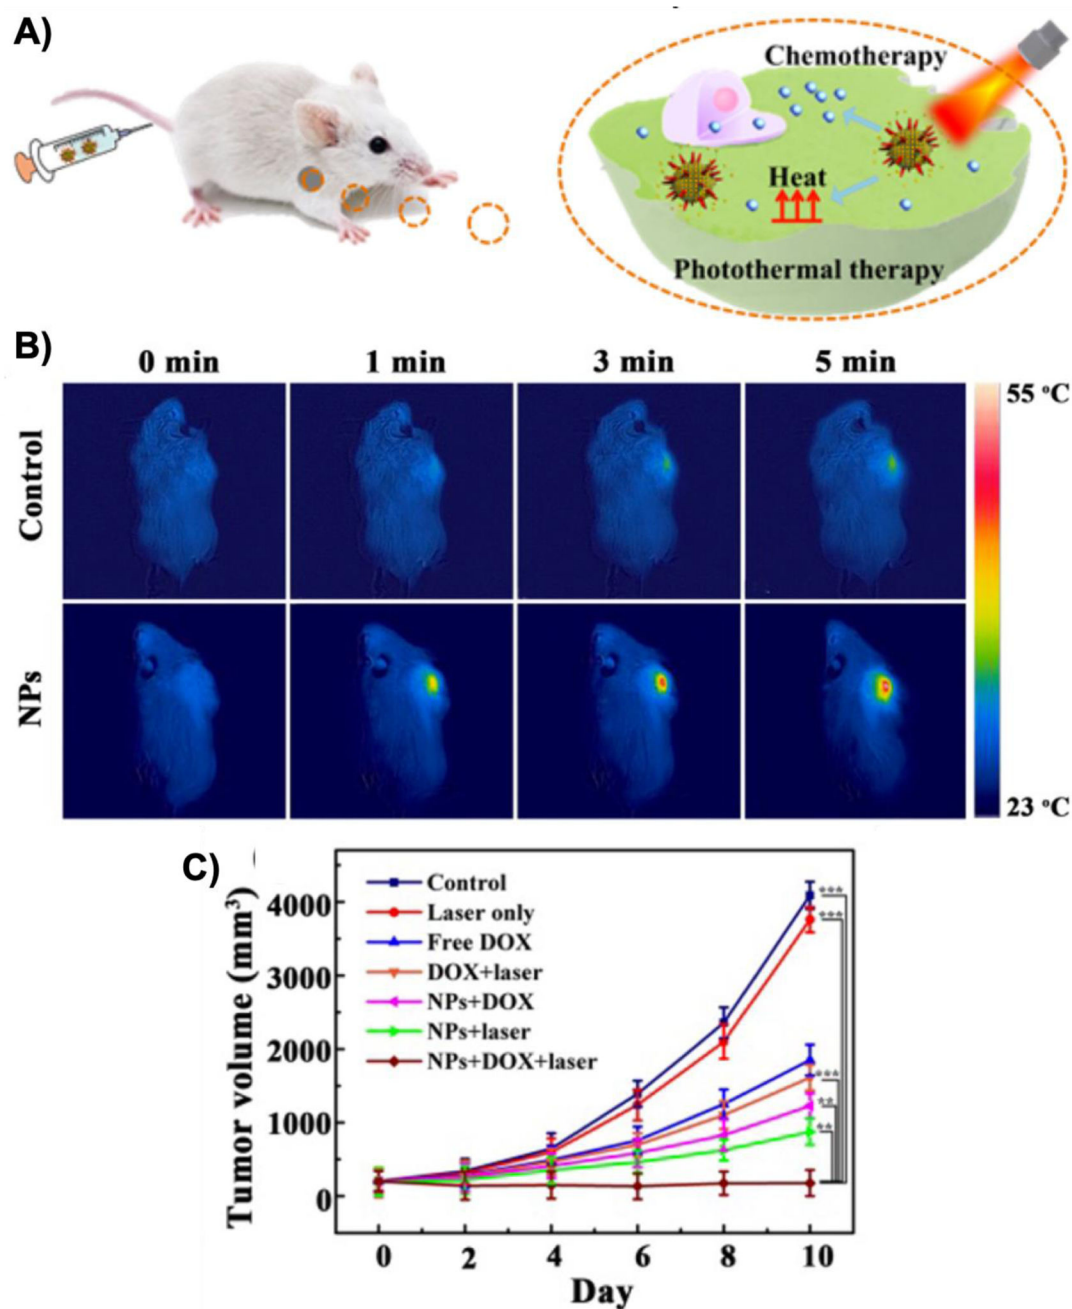 A)
Chemotherapy
Heat
Photothermal therapy
B)
0 min 1 min 3 min 5 min
Control
NPs
55 °C
23 °C
C)
Control
Laser only
Free DOX
DOX+laser
NPs+DOX
NPs+laser
NPs+DOX+laser
Tumor volume (mm³)
4000
3000
2000
1000
0
***
***
***
**
**
0 2 4 6 8 10
Day